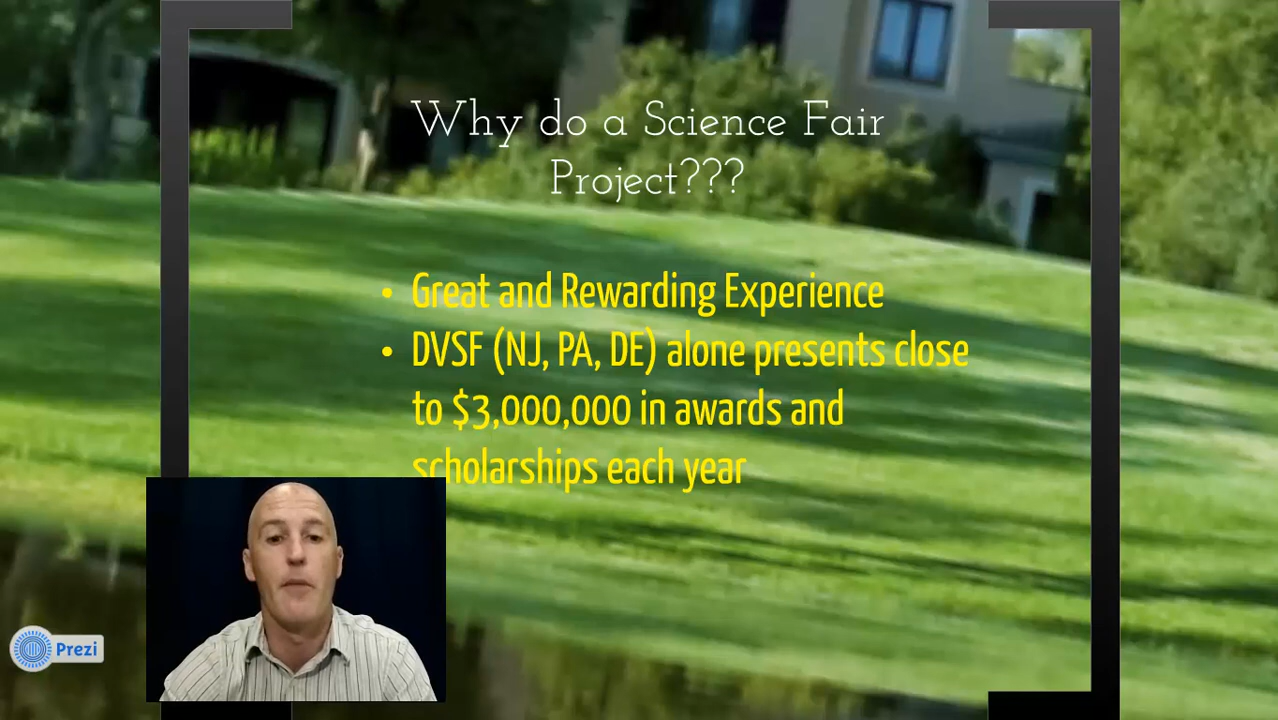 Why do a Science Fair
Project???
• Great and Rewarding Experience
• DVSF (NJ, PA, DE) alone presents close
to $3,000,000 in awards and
scholarships each year
Prezi